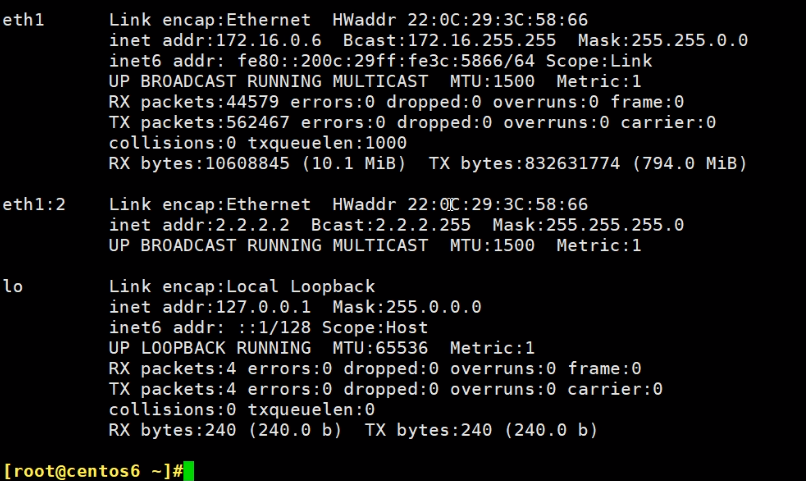 eth1      Link encap:Ethernet  HWaddr 22:0C:29:3C:58:66
          inet addr:172.16.0.6  Bcast:172.16.255.255  Mask:255.255.0.0
          inet6 addr: fe80::200c:29ff:fe3c:5866/64 Scope:Link
          UP BROADCAST RUNNING MULTICAST  MTU:1500  Metric:1
          RX packets:44579 errors:0 dropped:0 overruns:0 frame:0
          TX packets:562467 errors:0 dropped:0 overruns:0 carrier:0
          collisions:0 txqueuelen:1000
          RX bytes:10608845 (10.1 MiB)  TX bytes:832631774 (794.0 MiB)

eth1:2    Link encap:Ethernet  HWaddr 22:0C:29:3C:58:66
          inet addr:2.2.2.2  Bcast:2.2.2.255  Mask:255.255.255.0
          UP BROADCAST RUNNING MULTICAST  MTU:1500  Metric:1

lo        Link encap:Local Loopback
          inet addr:127.0.0.1  Mask:255.0.0.0
          inet6 addr: ::1/128 Scope:Host
          UP LOOPBACK RUNNING  MTU:65536  Metric:1
          RX packets:4 errors:0 dropped:0 overruns:0 frame:0
          TX packets:4 errors:0 dropped:0 overruns:0 carrier:0
          collisions:0 txqueuelen:0
          RX bytes:240 (240.0 b)  TX bytes:240 (240.0 b)

[root@centos6 ~]#